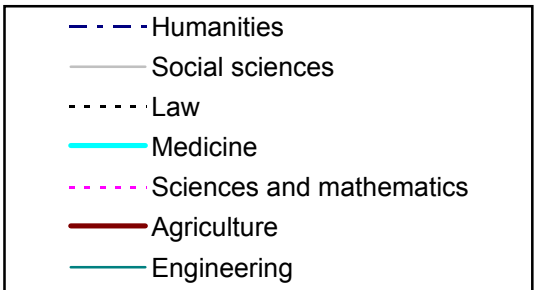 Humanities
Social sciences
Law
Medicine
Sciences and mathematics
Agriculture
Engineering